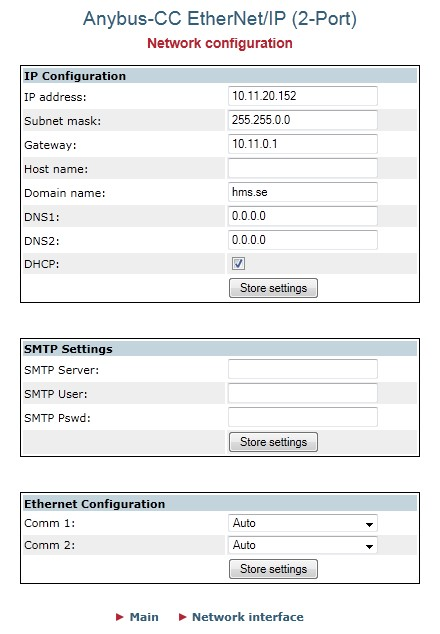 Anybus-CC EtherNet/IP (2-Port)
Network configuration
IP Configuration
IP address: 10.11.20.152
Subnet mask: 255.255.0.0
Gateway: 10.11.0.1
Host name:
Domain name: hms.se
DNS1: 0.0.0.0
DNS2: 0.0.0.0
DHCP:
Store settings
SMTP Settings
SMTP Server:
SMTP User:
SMTP Pswd:
Store settings
Ethernet Configuration
Comm 1: Auto
Comm 2: Auto
Store settings
Main Network interface